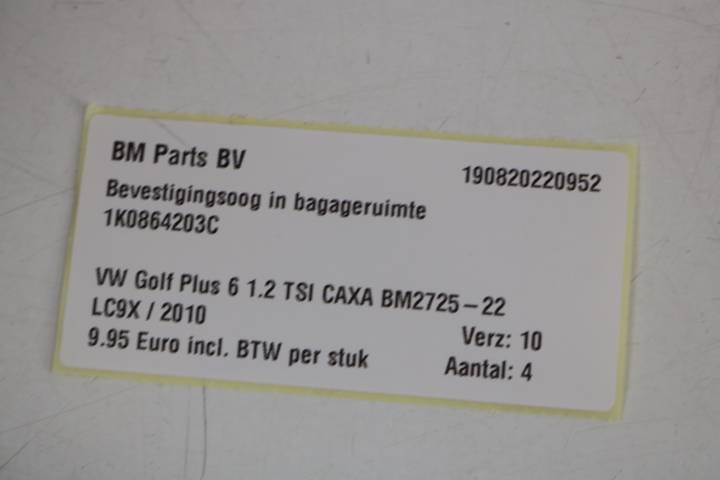 BM Parts BV
190820220952
Bevestigingsoog in bagageruimte
1K0864203C
VW Golf Plus 6 1.2 TSI CAXA BM2725-22
LC9X / 2010
Verz: 10
9.95 Euro incl. BTW per stuk
Aantal: 4